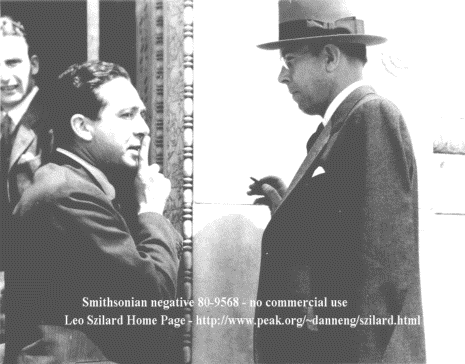 Smithsonian negative 80-9568 - no commercial use
Leo Szilard Home Page - http://www.peak.org/~danneng/szilard.html